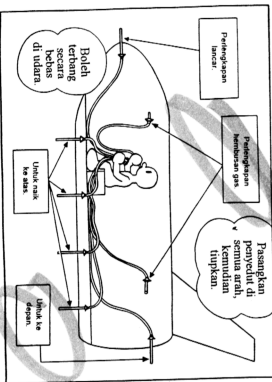 Perlengkapan
lancar.
Perlengkapan
hembusan gas.
Pasangkan
penyedut di
semua arah,
kemudian
tiupkan.
Boleh
terbang
secara
bebas
di udara.
Untuk naik
ke atas.
Untuk ke
depan.